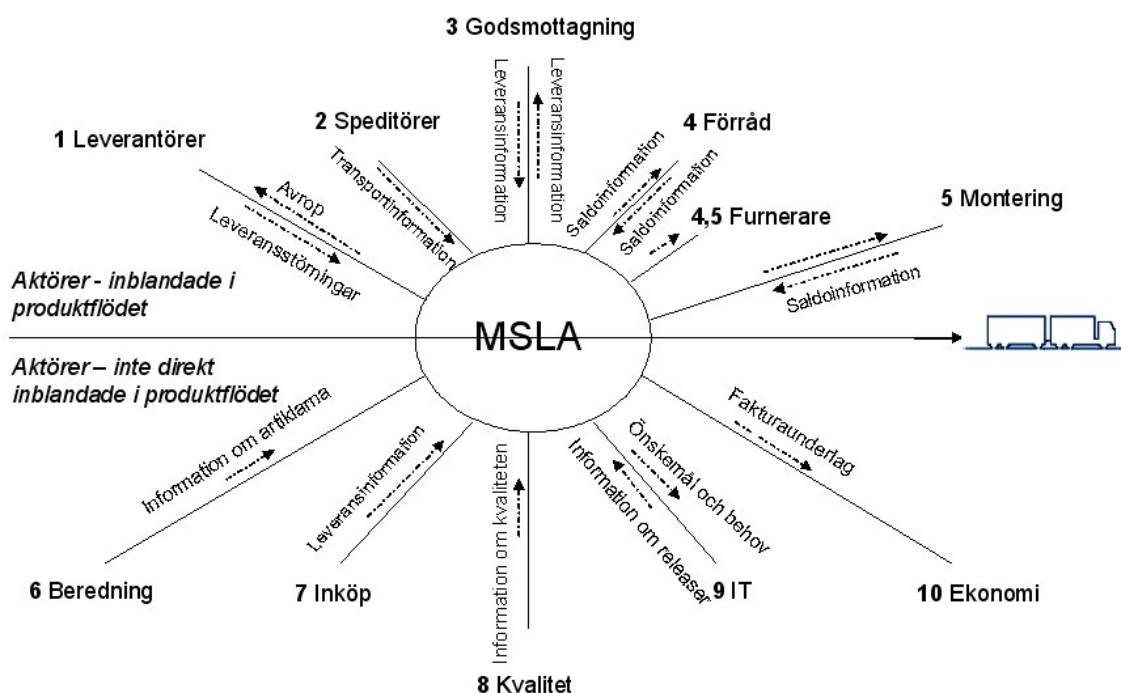 3 Godsmottagning
Leveransinformation
Leveransinformation
2 Speditörer
4 Förråd
1 Leverantörer
Transportinformation
Saldoinformation
Saldoinformation
Avrop
Leveransstörningar
4,5 Furnerare
5 Montering
Saldoinformation
Aktörer - inblandade i
produktflödet
MSLA
Aktörer – inte direkt
inblandade i produktflödet
Information om artiklarna
Leveransinformation
Information om kvaliteten
Information om releaser
Önskemål och behov
Fakturaunderlag
6 Beredning
7 Inköp
9 IT
10 Ekonomi
8 Kvalitet